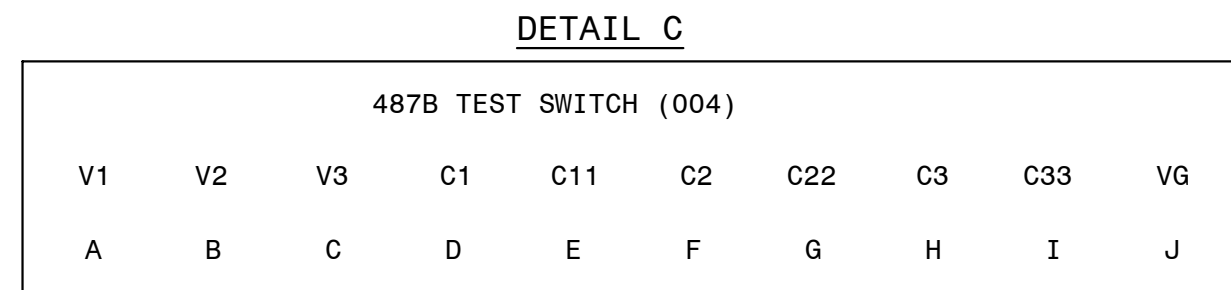 DETAIL C
487B TEST SWITCH (004)
V1 V2 V3 C1 C11 C2 C22 C3 C33 VG
A B C D E F G H I J